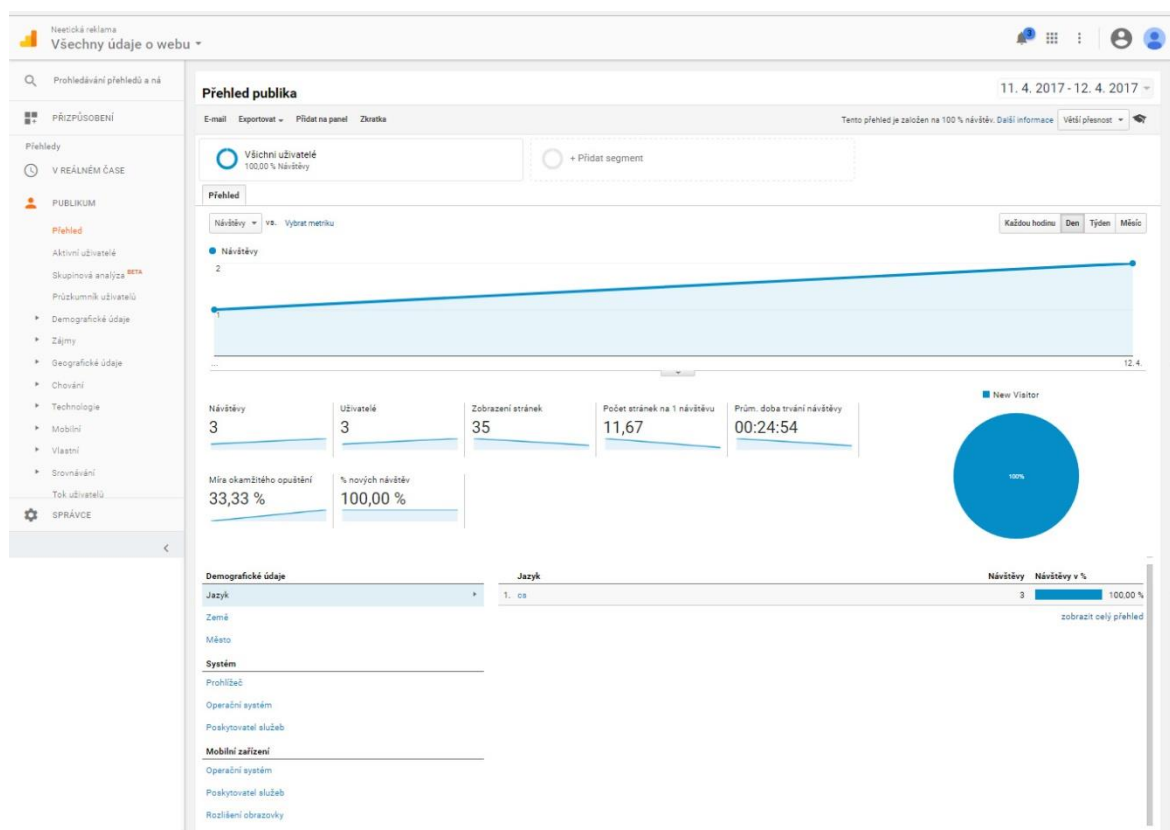 Neetická reklama
Všechny údaje o webu
3
Prohledávání přehledů a ná
PŘIZPŮSOBENÍ
Přehledy
V REÁLNÉM ČASE
PUBLIKUM
Přehled
Aktivní uživatelé
Skupinová analýza BETA
Průzkumník uživatelů
Demografické údaje
Zájmy
Geografické údaje
Chování
Technologie
Mobilní
Vlastní
Srovnávání
Tok uživatelů
SPRÁVCE
Přehled publika
11. 4. 2017 - 12. 4. 2017
E-mail Exportovat Přidat na panel Zkratka
Tento přehled je založen na 100 % návštěv. Další informace Větší přesnost
Všichni uživatelé
100,00 % Návštěvy
+ Přidat segment
Přehled
Návštěvy vs. Vybrat metriku
Každou hodinu Den Týden Měsíc
Návštěvy
2
1
... 12. 4.
Návštěvy
3
Uživatelé
3
Zobrazení stránek
35
Počet stránek na 1 návštěvu
11,67
Prům. doba trvání návštěvy
00:24:54
Míra okamžitého opuštění
33,33 %
% nových návštěv
100,00 %
New Visitor
100%
Demografické údaje
Jazyk
Země
Město
Systém
Prohlížeč
Operační systém
Poskytovatel služeb
Mobilní zařízení
Operační systém
Poskytovatel služeb
Rozlišení obrazovky
Jazyk Návštěvy Návštěvy v %
1. cs 3 100,00 %
zobrazit celý přehled